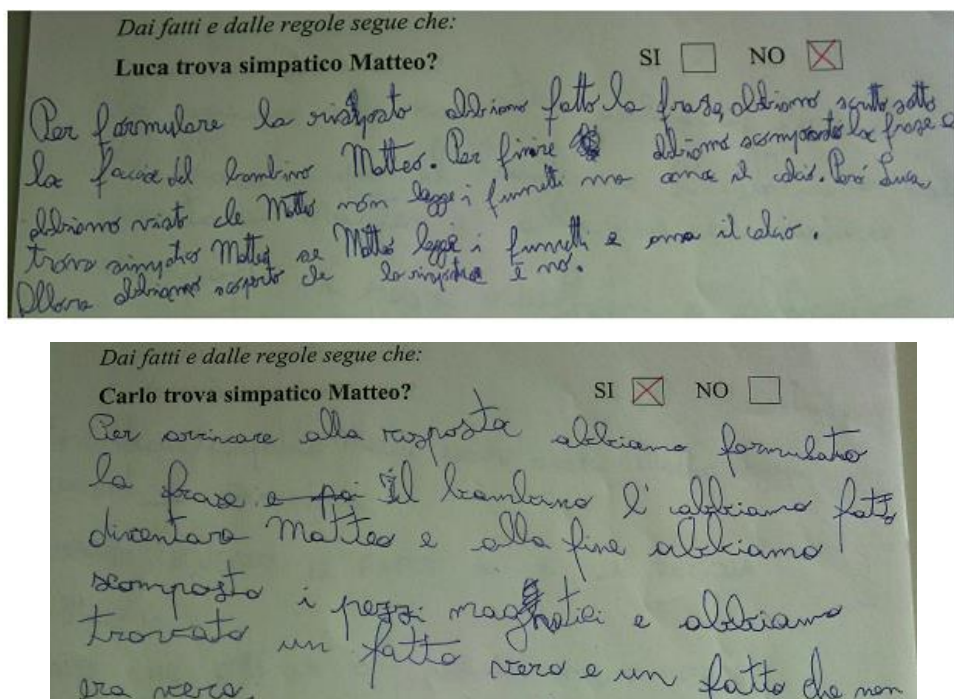 Dai fatti e dalle regole segue che:
Luca trova simpatico Matteo? SI NO
Per formulare la risposta abbiamo fatto la frase, abbiamo scritto sotto
la faccia del bambino Matteo. Per finire abbiamo scomposto la frase e
abbiamo visto che Matteo non legge i fumetti ma ama il calcio. Però Luca
trova simpatico Matteo se Matteo legge i fumetti e ama il calcio.
Allora abbiamo scoperto che la risposta è no.
Dai fatti e dalle regole segue che:
Carlo trova simpatico Matteo? SI NO
Per arrivare alla risposta abbiamo formulato
la frase e poi il bambino l'abbiamo fatto
diventare Matteo e alla fine abbiamo
scomposto i pezzi magnetici e abbiamo
trovato un fatto vero e un fatto che non
era vero.